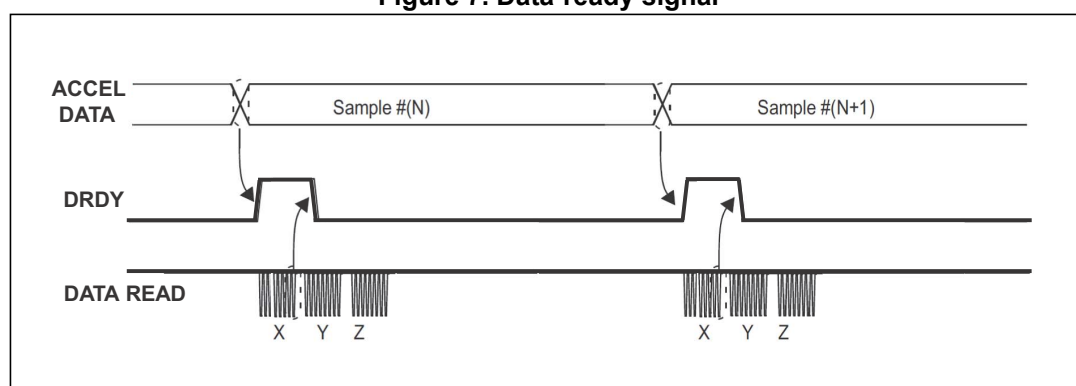 Figure 7. Data ready signal
ACCEL
DATA
Sample #(N)
Sample #(N+1)
DRDY
DATA READ
X Y Z
X Y Z